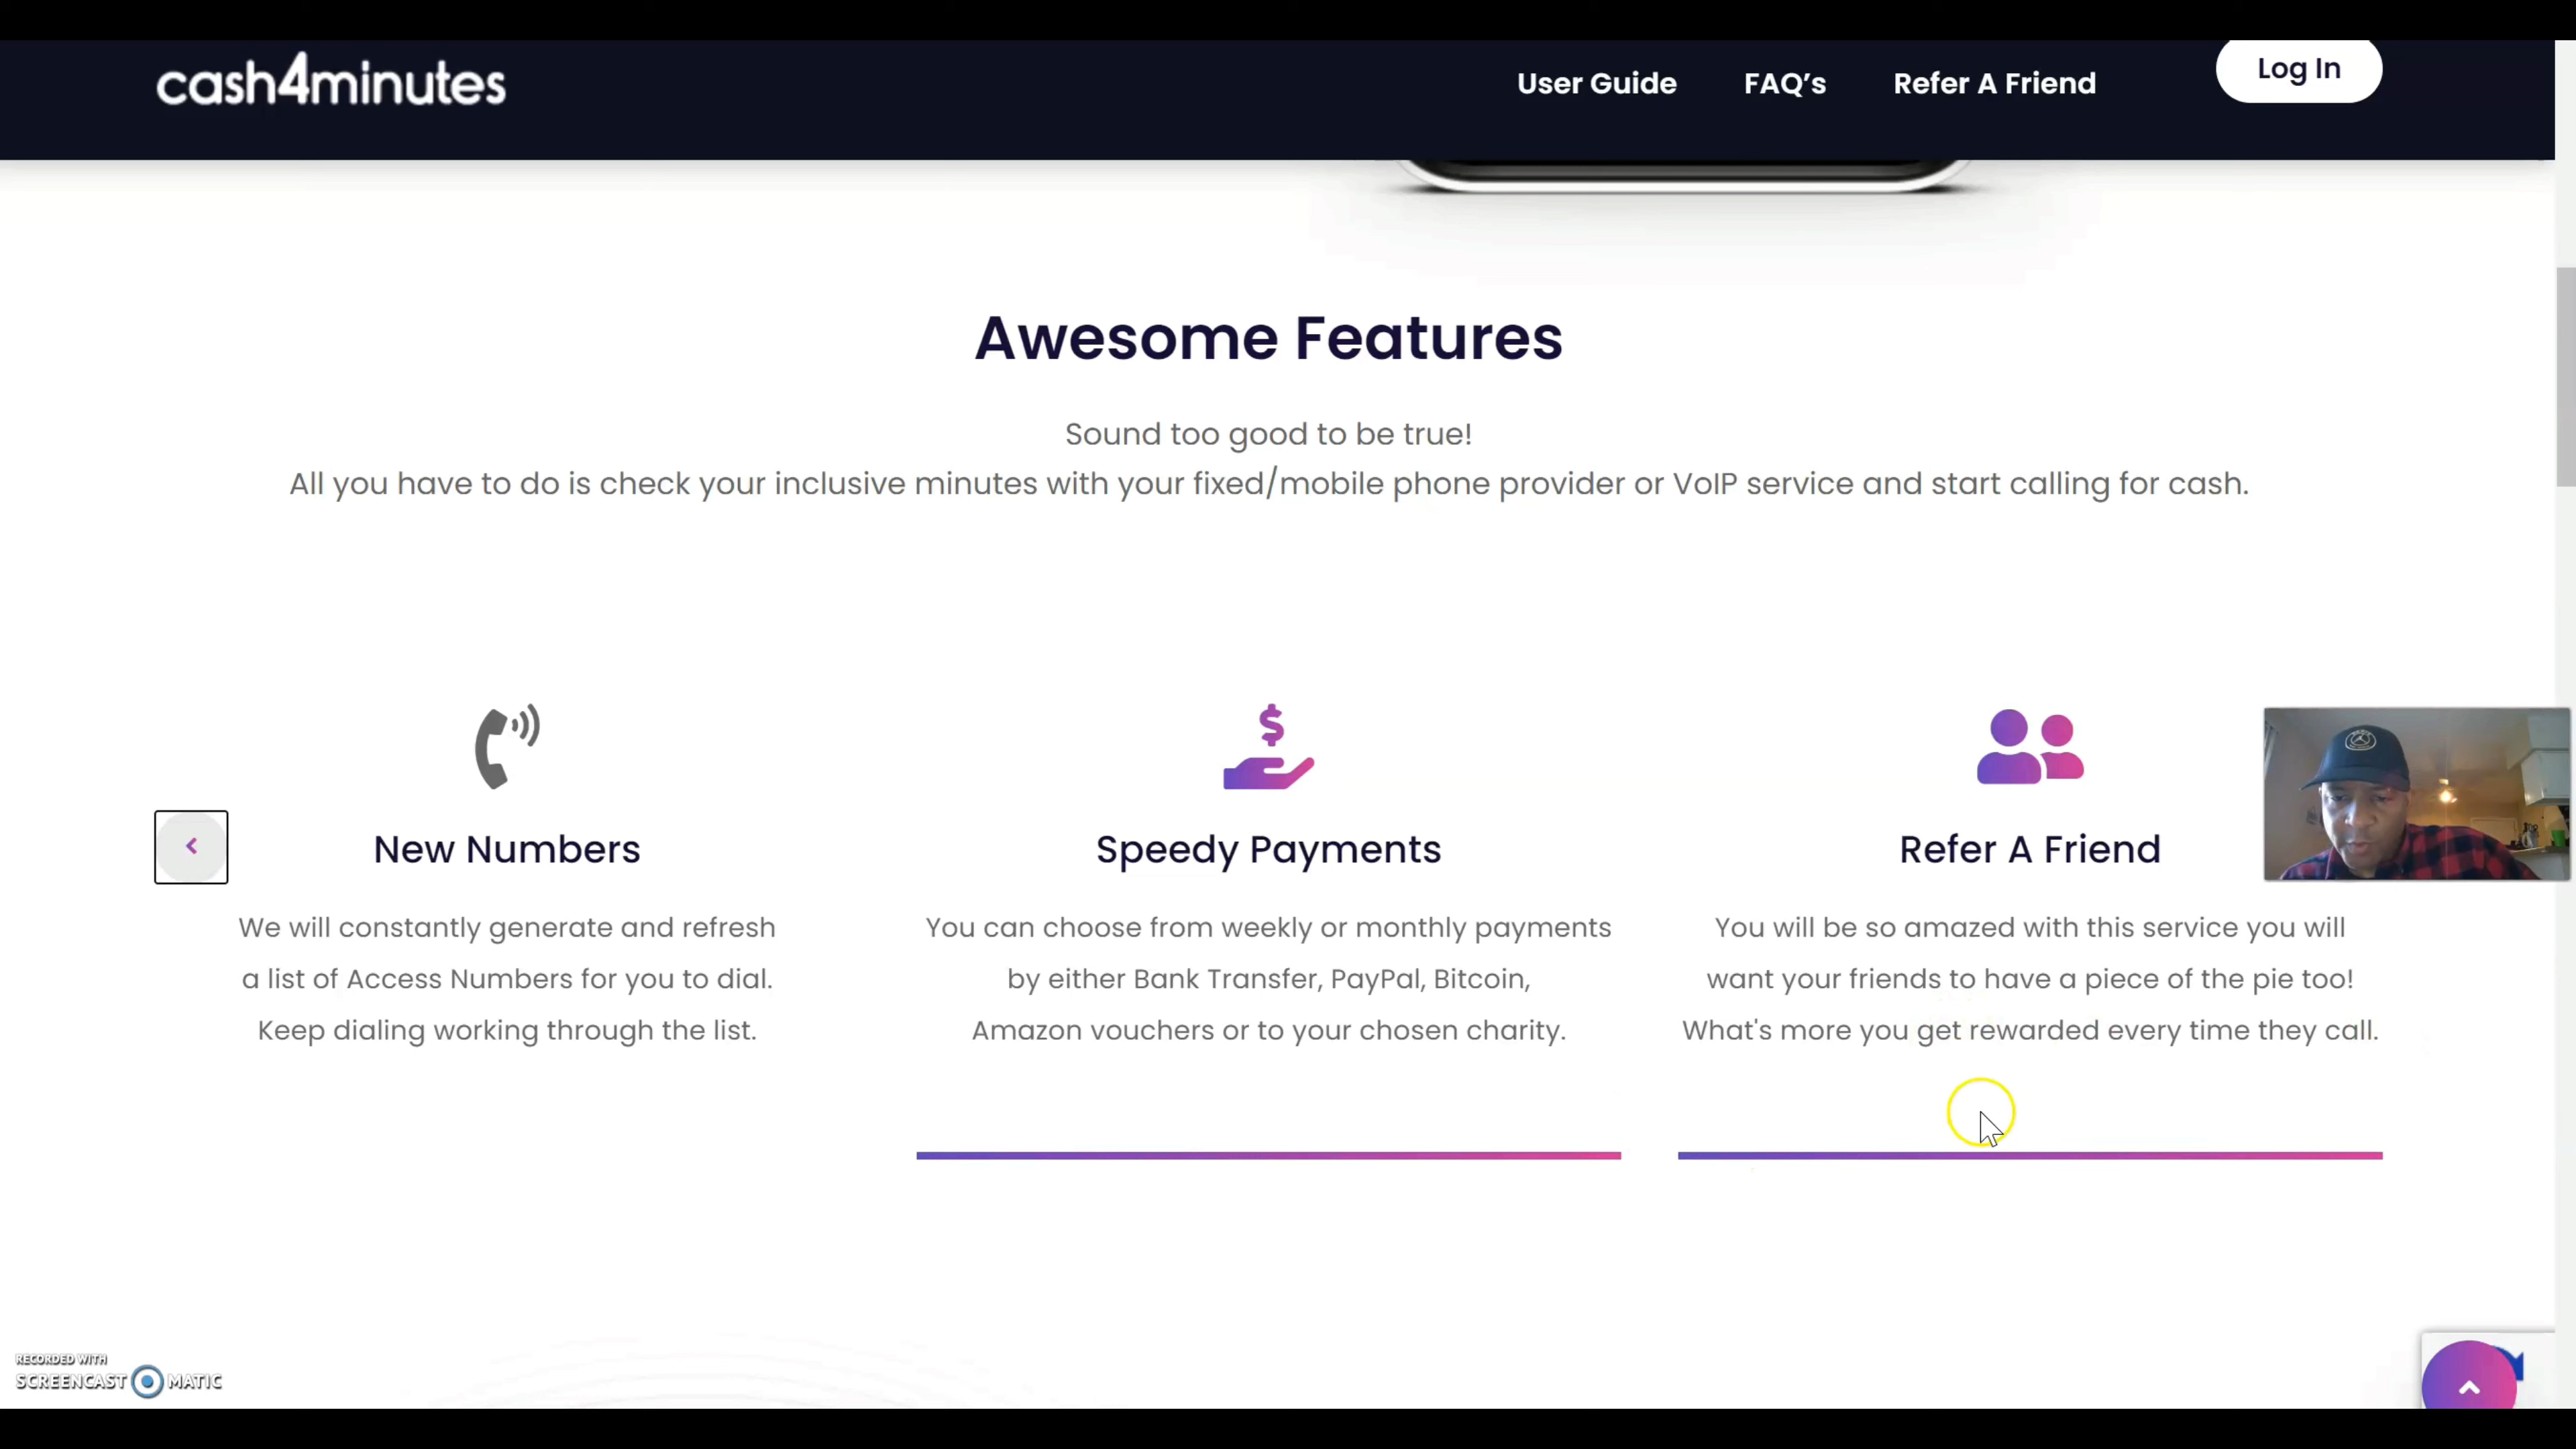 cash4minutes
User Guide
FAQ's
Refer A Friend
Log In
Awesome Features
Sound too good to be true!
All you have to do is check your inclusive minutes with your fixed/mobile phone provider or VoIP service and start calling for cash.
New Numbers
We will constantly generate and refresh
a list of Access Numbers for you to dial.
Keep dialing working through the list.
Speedy Payments
You can choose from weekly or monthly payments
by either Bank Transfer, PayPal, Bitcoin,
Amazon vouchers or to your chosen charity.
Refer A Friend
You will be so amazed with this service you will
want your friends to have a piece of the pie too!
What's more you get rewarded every time they call.
RECORDED WITH
SCREENCAST MATIC